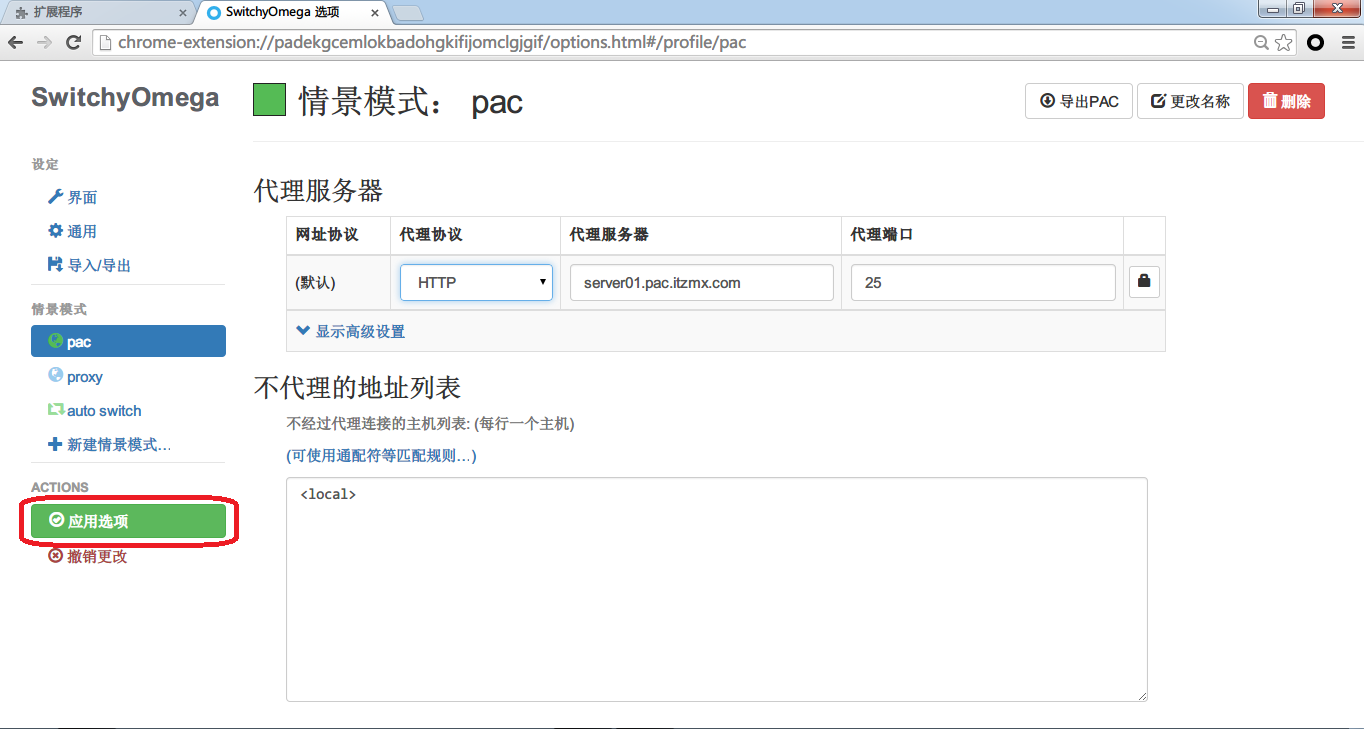 扩展程序
SwitchyOmega 选项
chrome-extension://padekgcemlokbadohgkifijomclgjgif/options.html#/profile/pac
SwitchyOmega
情景模式： pac
导出PAC
更改名称
删除
设定
界面
通用
导入/导出
情景模式
pac
proxy
auto switch
新建情景模式...
ACTIONS
应用选项
撤销更改
代理服务器
网址协议 代理协议 代理服务器 代理端口
(默认) HTTP server01.pac.itzmx.com 25
显示高级设置
不代理的地址列表
不经过代理连接的主机列表: (每行一个主机)
(可使用通配符等匹配规则...)
<local>